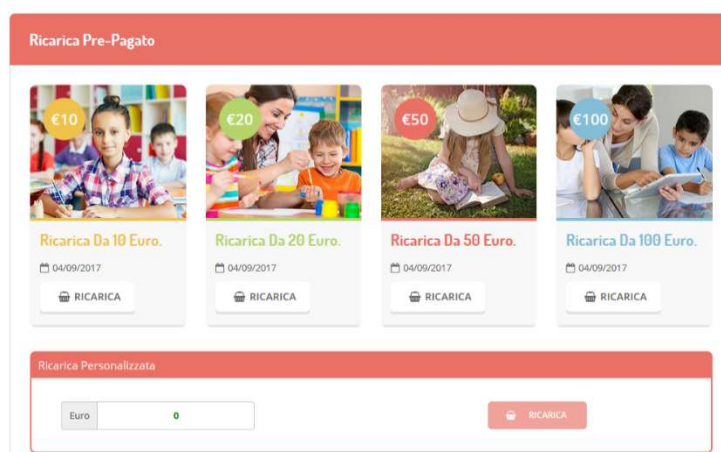 Ricarica Pre-Pagato
€10
€20
€50
€100
Ricarica Da 10 Euro.
Ricarica Da 20 Euro.
Ricarica Da 50 Euro.
Ricarica Da 100 Euro.
04/09/2017
04/09/2017
04/09/2017
04/09/2017
RICARICA
RICARICA
RICARICA
RICARICA
Ricarica Personalizzata
Euro
0
RICARICA